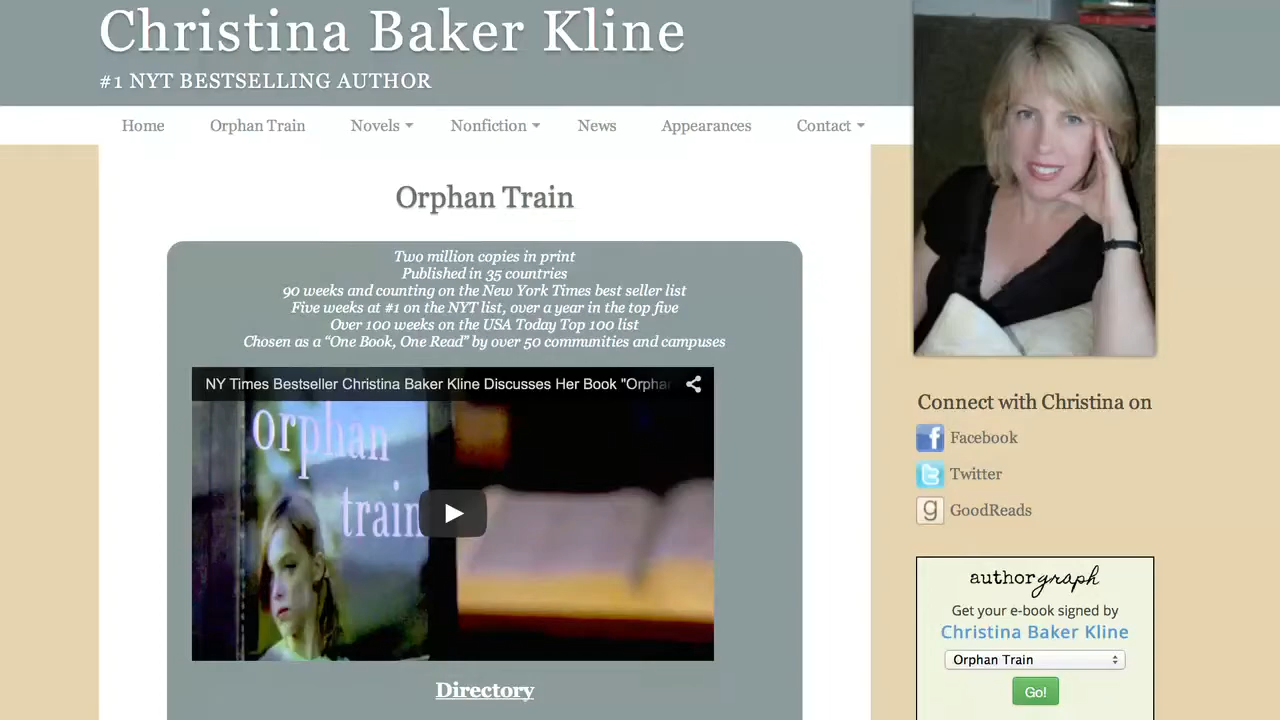 Christina Baker Kline
#1 NYT BESTSELLING AUTHOR
Home Orphan Train Novels Nonfiction News Appearances Contact
Orphan Train
Two million copies in print
Published in 35 countries
90 weeks and counting on the New York Times best seller list
Five weeks at #1 on the NYT list, over a year in the top five
Over 100 weeks on the USA Today Top 100 list
Chosen as a “One Book, One Read” by over 50 communities and campuses
NY Times Bestseller Christina Baker Kline Discusses Her Book "Orphan
orphan
train
Directory
Connect with Christina on
Facebook
Twitter
GoodReads
authorgraph
Get your e-book signed by
Christina Baker Kline
Orphan Train
Go!